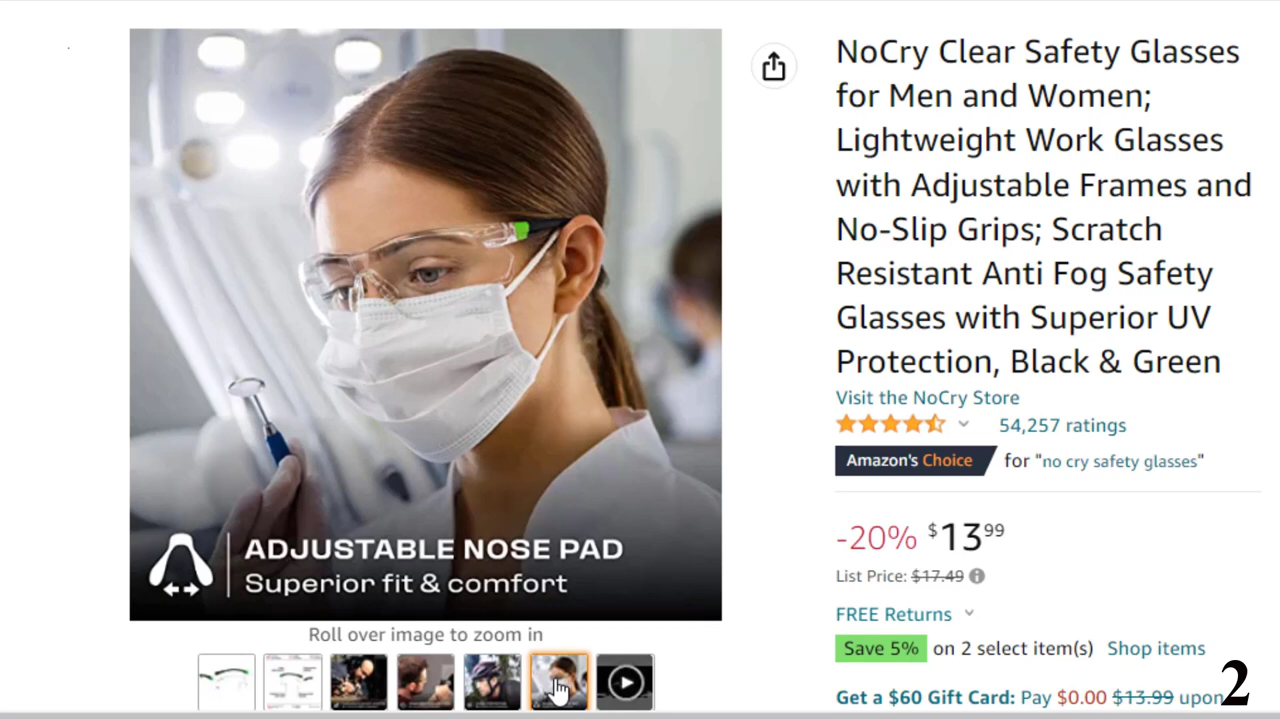 NoCry Clear Safety Glasses
for Men and Women;
Lightweight Work Glasses
with Adjustable Frames and
No-Slip Grips; Scratch
Resistant Anti Fog Safety
Glasses with Superior UV
Protection, Black & Green
Visit the NoCry Store
54,257 ratings
Amazon's Choice for "no cry safety glasses"
-20% $13 99
List Price: $17.49
FREE Returns
Save 5% on 2 select item(s) Shop items
Get a $60 Gift Card: Pay $0.00 $13.99 upon
2
ADJUSTABLE NOSE PAD
Superior fit & comfort
Roll over image to zoom in